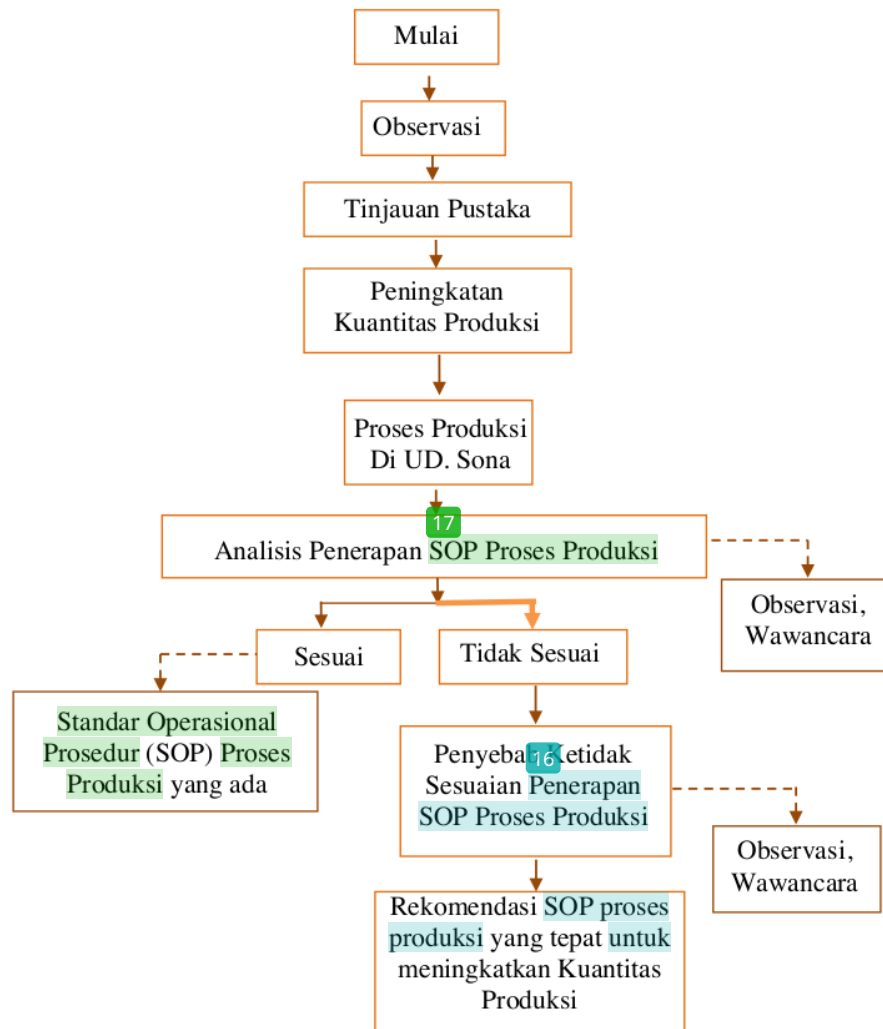 Mulai
Observasi
Tinjauan Pustaka
Peningkatan
Kuantitas Produksi
Proses Produksi
Di UD. Sona
17
Analisis Penerapan SOP Proses Produksi
Observasi,
Wawancara
Sesuai
Tidak Sesuai
Standar Operasional
Prosedur (SOP) Proses
Produksi yang ada
Penyebab Ketidak
16
Sesuaian Penerapan
SOP Proses Produksi
Observasi,
Wawancara
Rekomendasi SOP proses
produksi yang tepat untuk
meningkatkan Kuantitas
Produksi